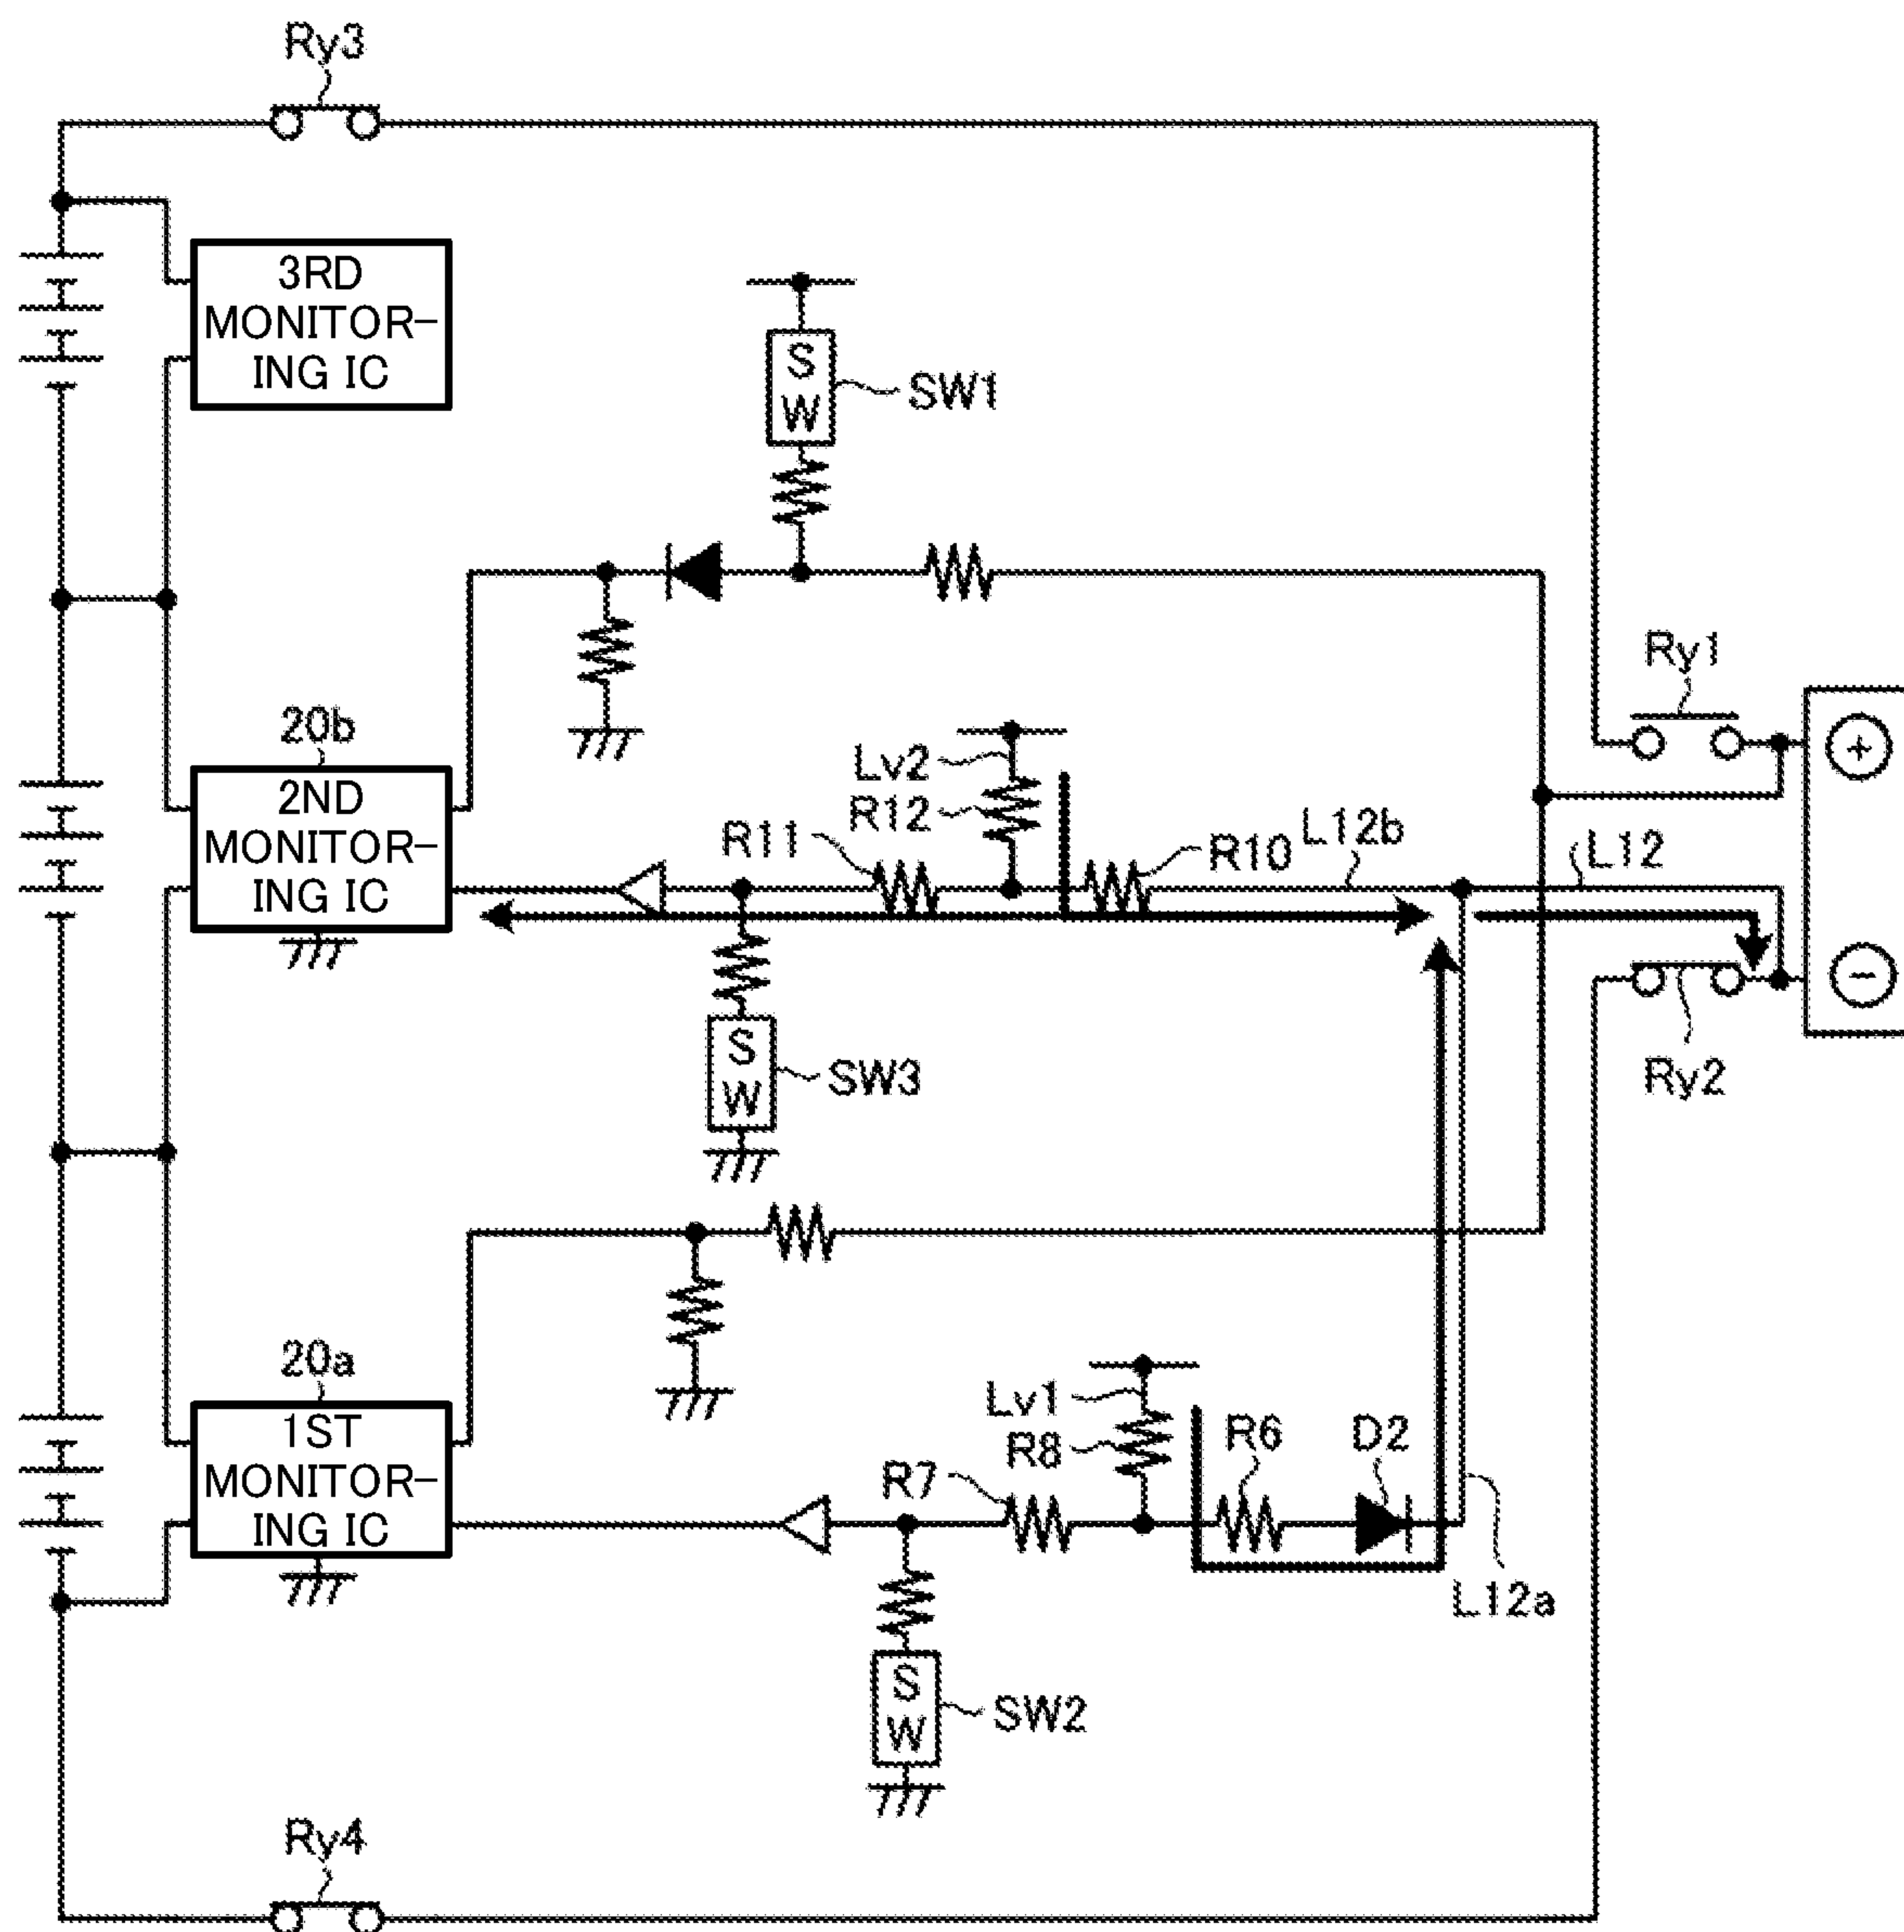 Ry3
3RD
MONITOR-
ING IC
S
W
SW1
Ry1
20b
2ND
MONITOR-
ING IC
Lv2
R12
R11
R10
L12b
L12
+
−
Ry2
S
W
SW3
20a
1ST
MONITOR-
ING IC
Lv1
R8
R7
R6
D2
L12a
S
W
SW2
Ry4